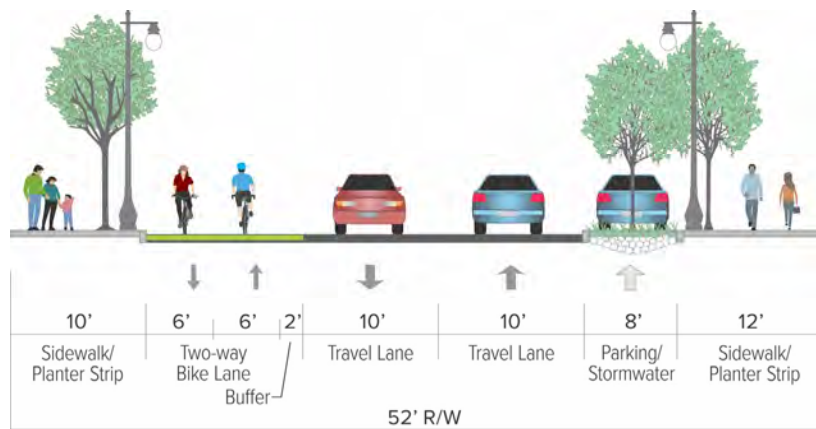 10’ 6’ 6’ 2’ 10’ 10’ 8’ 12’
Sidewalk/
Planter Strip
Two-way
Bike Lane
Buffer
Travel Lane
Travel Lane
Parking/
Stormwater
Sidewalk/
Planter Strip
52’ R/W